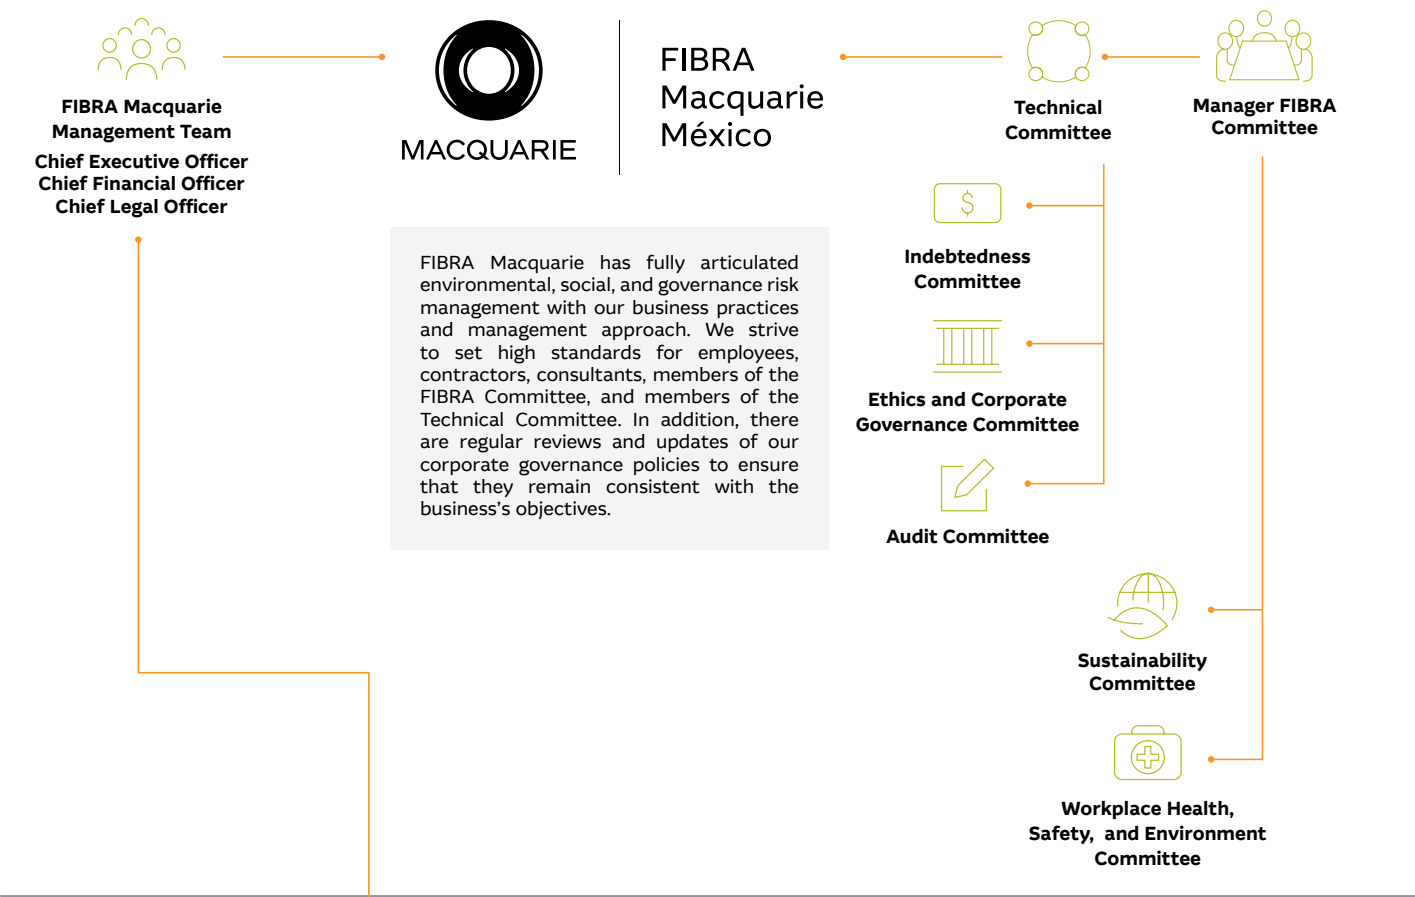 FIBRA Macquarie
Management Team
Chief Executive Officer
Chief Financial Officer
Chief Legal Officer
MACQUARIE
FIBRA
Macquarie
México
Technical
Committee
Manager FIBRA
Committee
FIBRA Macquarie has fully articulated
environmental, social, and governance risk
management with our business practices
and management approach. We strive
to set high standards for employees,
contractors, consultants, members of the
FIBRA Committee, and members of the
Technical Committee. In addition, there
are regular reviews and updates of our
corporate governance policies to ensure
that they remain consistent with the
business's objectives.
$
Indebtedness
Committee
Ethics and Corporate
Governance Committee
Audit Committee
Sustainability
Committee
Workplace Health,
Safety, and Environment
Committee